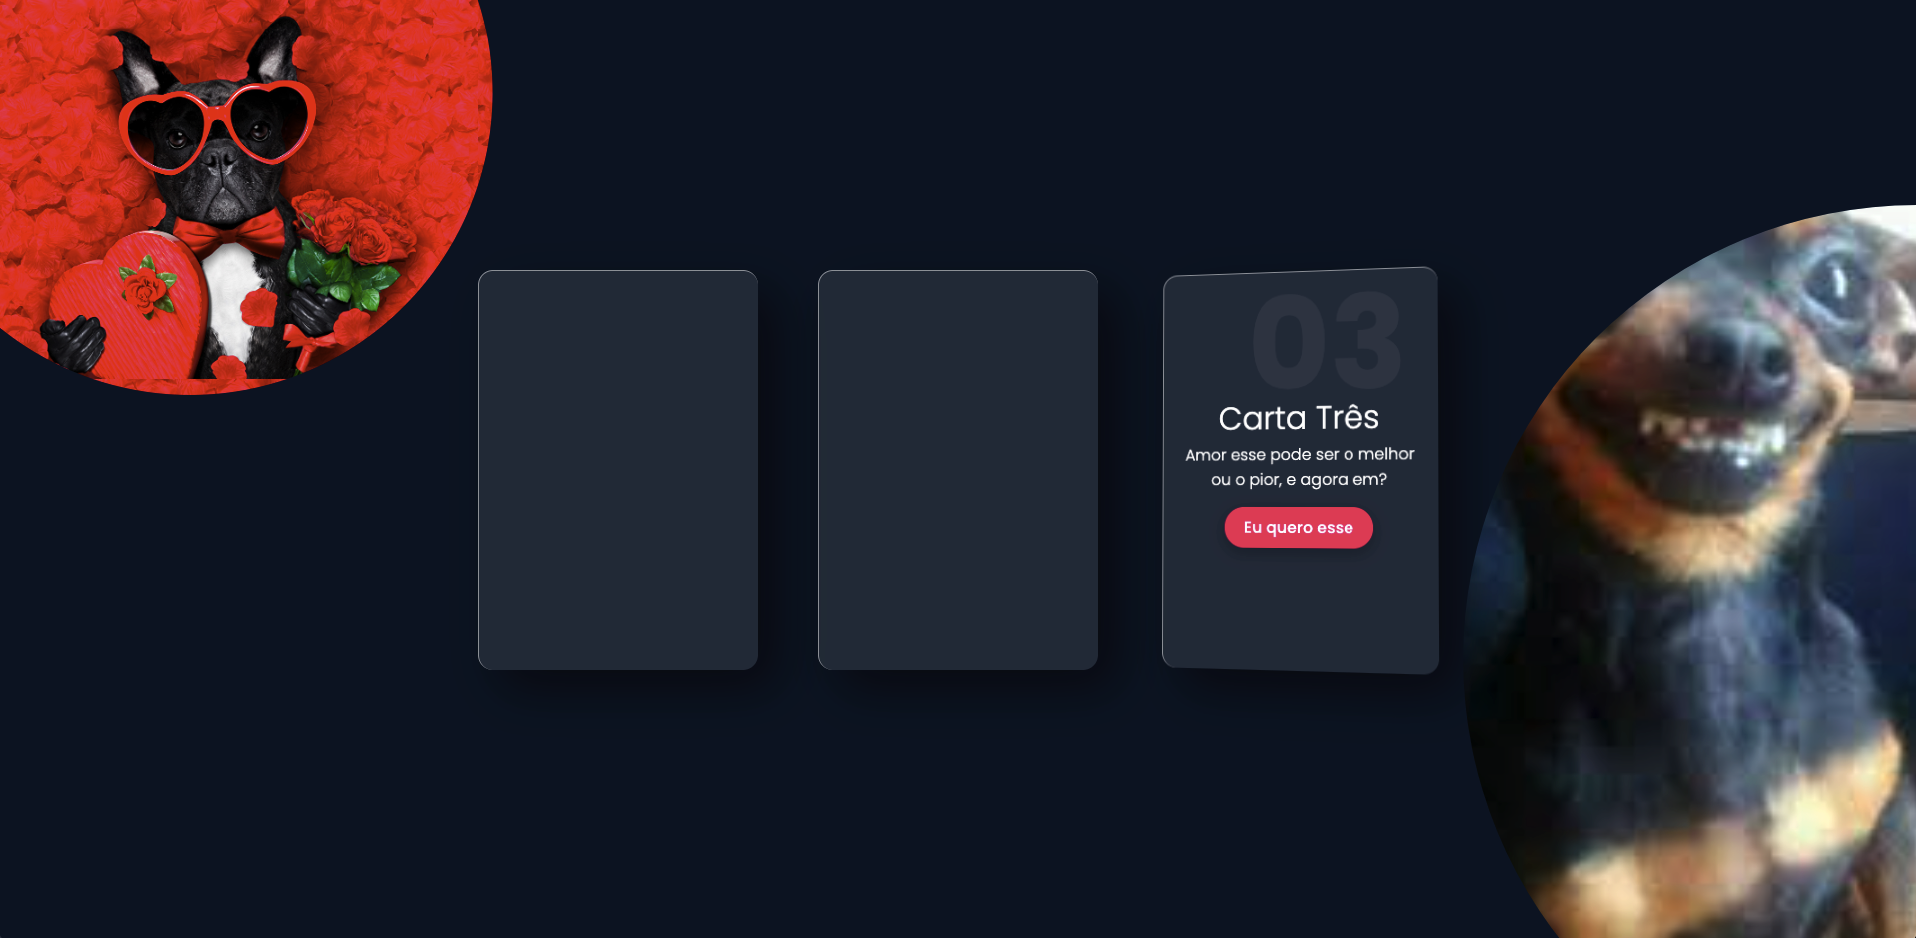 03
Carta Três
Amor esse pode ser o melhor
ou o pior, e agora em?
Eu quero esse